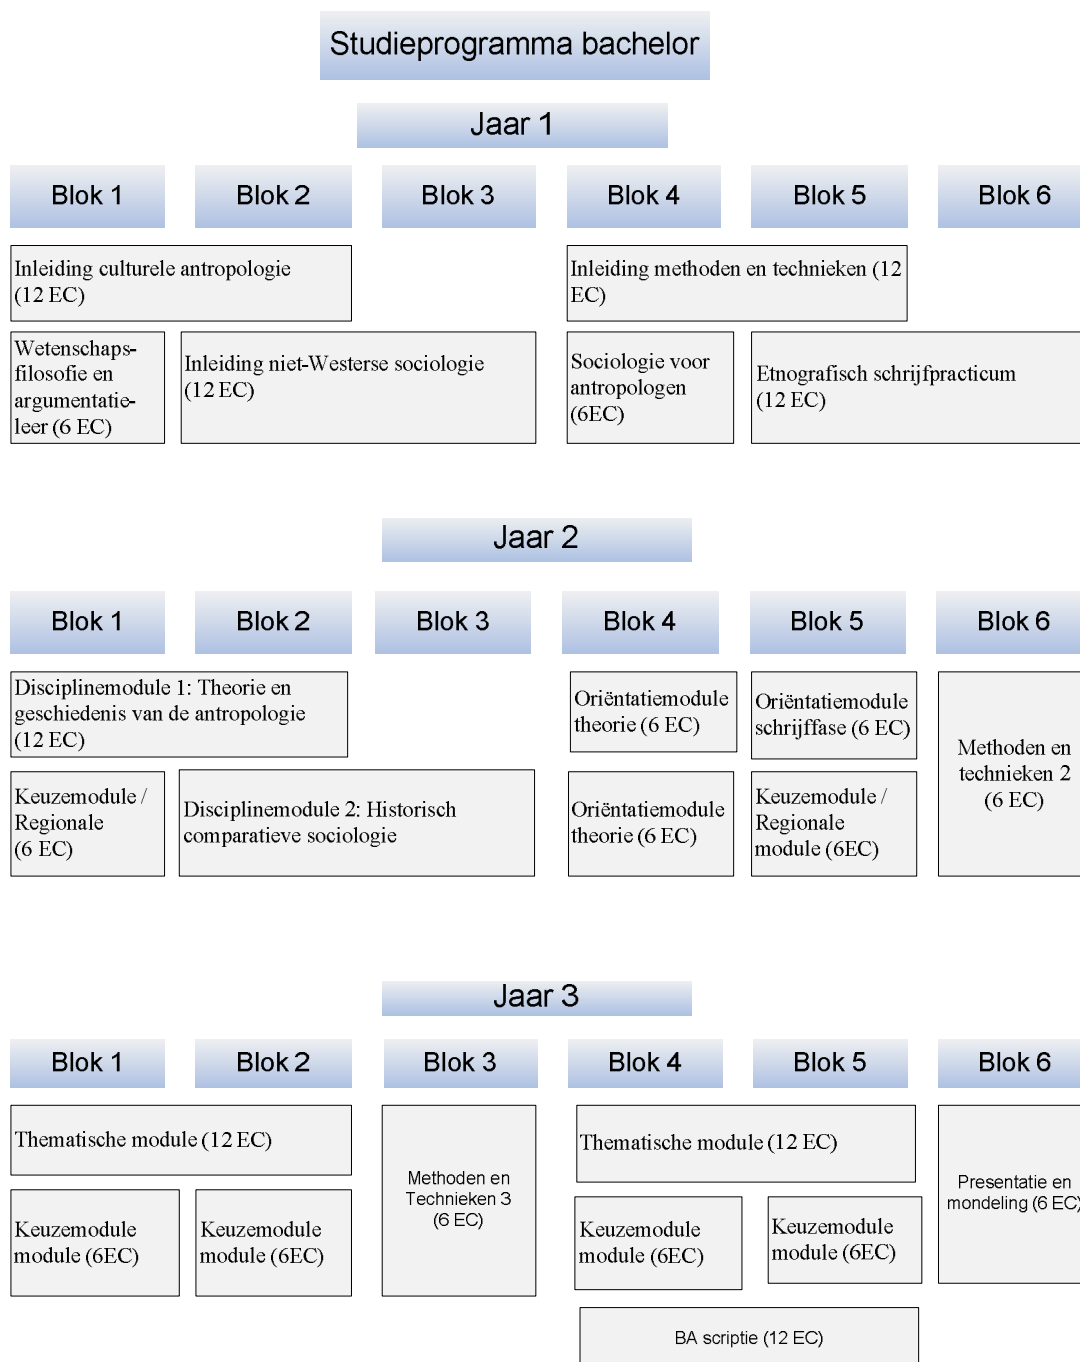 Studieprogramma bachelor
Jaar 1
Blok 1
Blok 2
Blok 3
Blok 4
Blok 5
Blok 6
Inleiding culturele antropologie
(12 EC)
Inleiding methoden en technieken (12
EC)
Wetenschaps-
filosofie en
argumentatie-
leer (6 EC)
Inleiding niet-Westerse sociologie
(12 EC)
Sociologie voor
antropologen
(6EC)
Etnografisch schrijfpracticum
(12 EC)
Jaar 2
Blok 1
Blok 2
Blok 3
Blok 4
Blok 5
Blok 6
Disciplinemodule 1: Theorie en
geschiedenis van de antropologie
(12 EC)
Oriëntatiemodule
theorie (6 EC)
Oriëntatiemodule
schrijffase (6 EC)
Methoden en
technieken 2
(6 EC)
Keuzemodule /
Regionale
(6 EC)
Disciplinemodule 2: Historisch
comparatieve sociologie
Oriëntatiemodule
theorie (6 EC)
Keuzemodule /
Regionale
module (6EC)
Jaar 3
Blok 1
Blok 2
Blok 3
Blok 4
Blok 5
Blok 6
Thematische module (12 EC)
Methoden en
Technieken 3
(6 EC)
Thematische module (12 EC)
Presentatie en
mondeling (6 EC)
Keuzemodule
module (6EC)
Keuzemodule
module (6EC)
Keuzemodule
module (6EC)
Keuzemodule
module (6EC)
BA scriptie (12 EC)